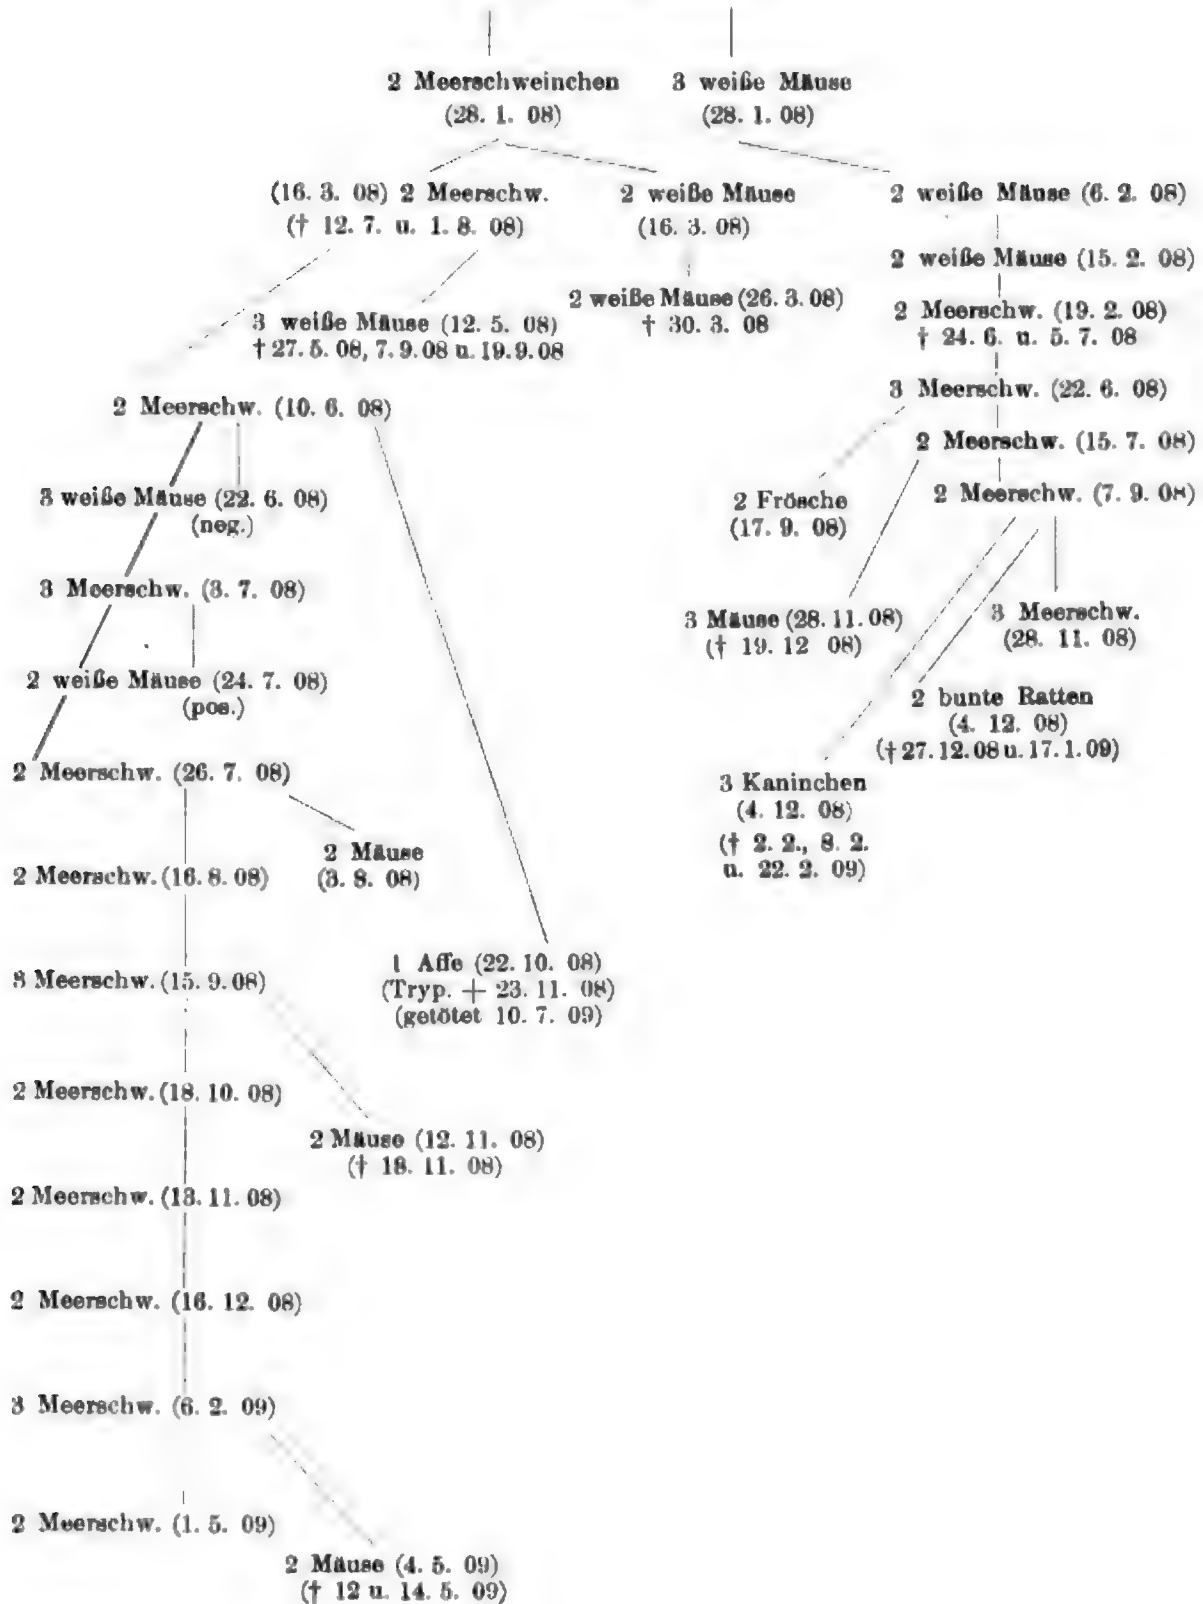 2 Meerschweinchen
(28. 1. 08)
3 weiße Mäuse
(28. 1. 08)
(16. 3. 08) 2 Meerschw.
(† 12. 7. u. 1. 8. 08)
2 weiße Mäuse
(16. 3. 08)
2 weiße Mäuse (6. 2. 08)
2 weiße Mäuse (15. 2. 08)
2 weiße Mäuse (26. 3. 08)
† 30. 3. 08
2 Meerschw. (19. 2. 08)
† 24. 6. u. 5. 7. 08
3 weiße Mäuse (12. 5. 08)
† 27. 5. 08, 7. 9. 08 u. 19. 9. 08
3 Meerschw. (22. 6. 08)
2 Meerschw. (10. 6. 08)
2 Meerschw. (15. 7. 08)
3 weiße Mäuse (22. 6. 08)
(neg.)
2 Frösche
(17. 9. 08)
2 Meerschw. (7. 9. 08)
3 Meerschw. (3. 7. 08)
3 Mäuse (28. 11. 08)
(† 19. 12 08)
3 Meerschw.
(28. 11. 08)
2 weiße Mäuse (24. 7. 08)
(pos.)
2 bunte Ratten
(4. 12. 08)
(† 27. 12. 08 u. 17. 1. 09)
2 Meerschw. (26. 7. 08)
3 Kaninchen
(4. 12. 08)
(† 2. 2., 8. 2.
u. 22. 2. 09)
2 Mäuse
(3. 8. 08)
2 Meerschw. (16. 8. 08)
1 Affe (22. 10. 08)
(Tryp. + 23. 11. 08)
(getötet 10. 7. 09)
3 Meerschw. (15. 9. 08)
2 Meerschw. (18. 10. 08)
2 Mäuse (12. 11. 08)
(† 18. 11. 08)
2 Meerschw. (13. 11. 08)
2 Meerschw. (16. 12. 08)
3 Meerschw. (6. 2. 09)
2 Meerschw. (1. 5. 09)
2 Mäuse (4. 5. 09)
(† 12 u. 14. 5. 09)